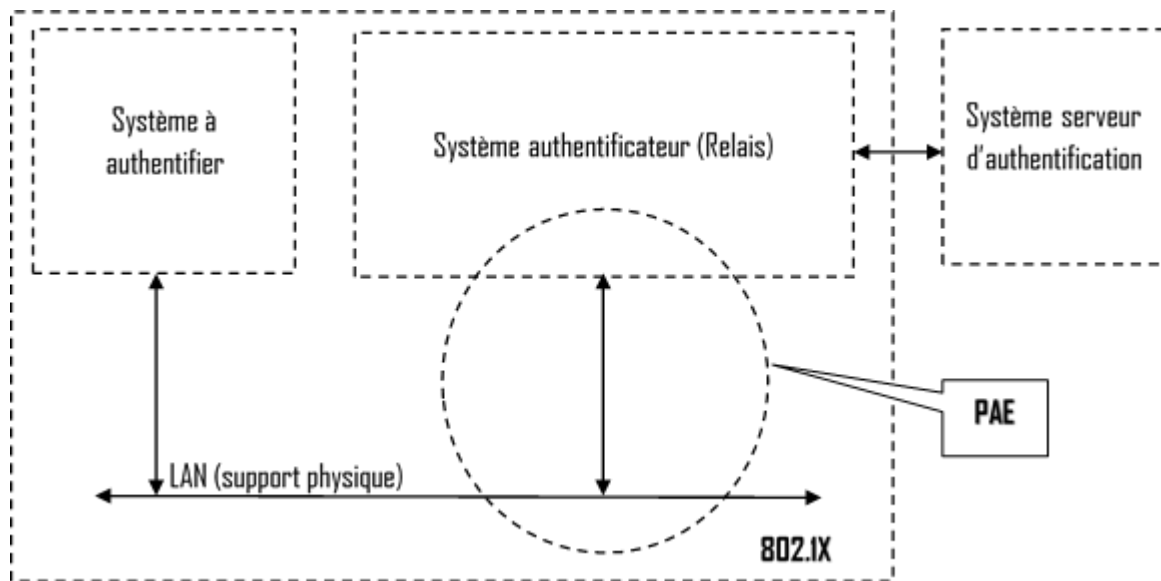 Système à
authentifier
Système authentificateur (Relais)
Système serveur
d'authentification
PAE
LAN (support physique)
802.1X